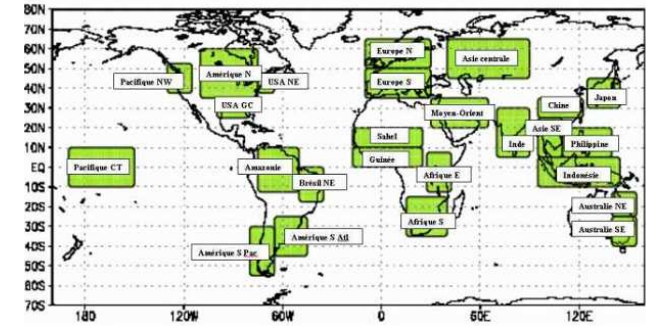 80N
70N
60N
50N
40N
30N
20N
10N
EQ
10S
20S
30S
40S
50S
60S
70S
180
120W
60W
0
60E
120E
Europe N
Asie centrale
Pacifique NW
Amérique N
USA NE
Europe S
USA GC
Moyen-Orient
Chine
Japon
Sahel
Asie SE
Inde
Philippine
Guinée
Pacifique CT
Amazonie
Brésil NE
Afrique E
Indonésie
Afrique S
Australie NE
Amérique S Atl
Australie SE
Amérique S Pac